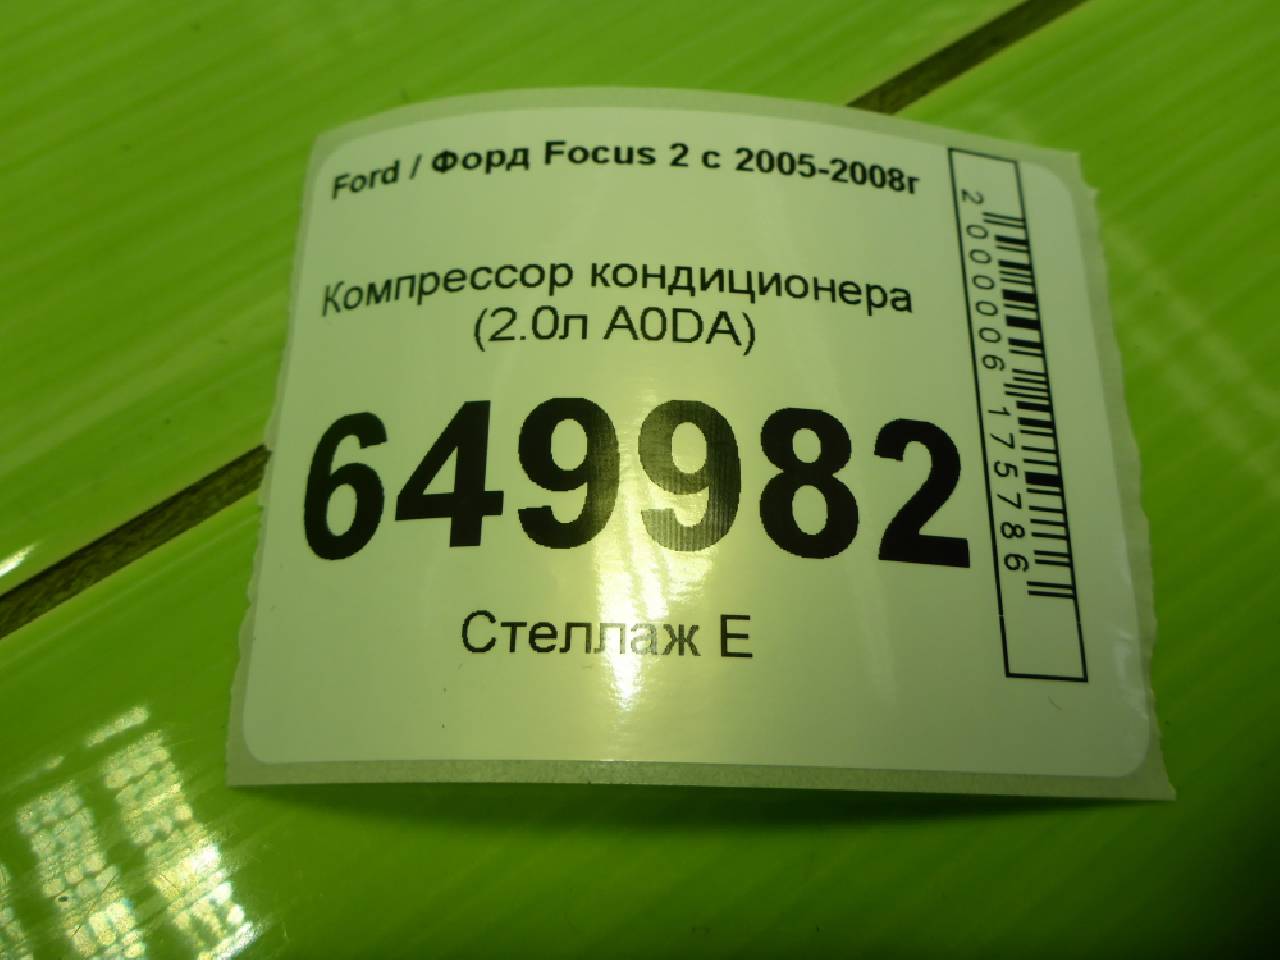 Ford / Форд Focus 2 с 2005-2008г
Компрессор кондиционера
(2.0л A0DA)
649982
Стеллаж Е
2000006175786